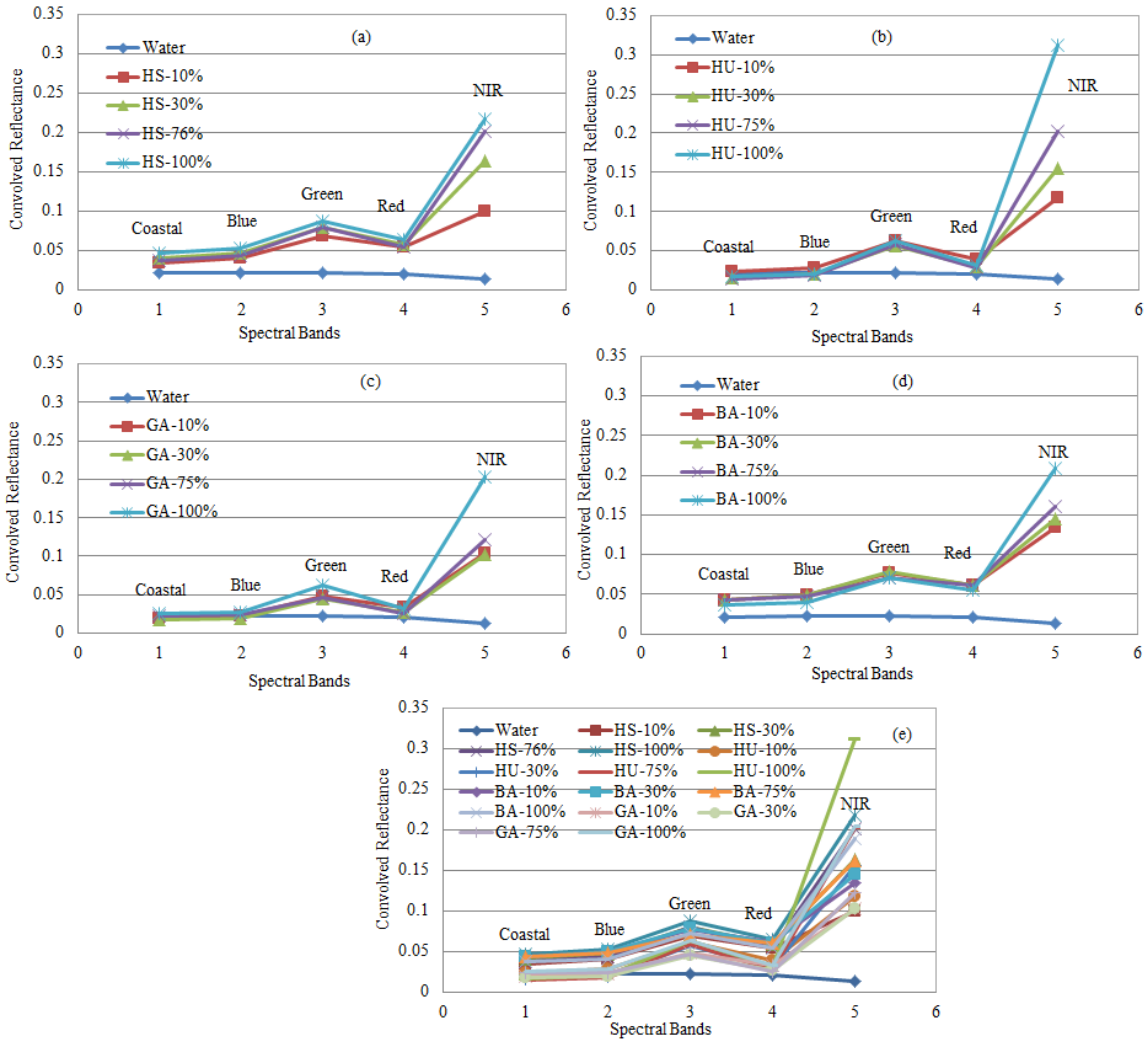 (a)
Convolved Reflectance
0.35
0.3
0.25
0.2
0.15
0.1
0.05
0
Water
HS-10%
HS-30%
HS-76%
HS-100%
Coastal
Blue
Green
Red
NIR
0 1 2 3 4 5 6
Spectral Bands
(b)
Convolved Reflectance
0.35
0.3
0.25
0.2
0.15
0.1
0.05
0
Water
HU-10%
HU-30%
HU-75%
HU-100%
Coastal
Blue
Green
Red
NIR
0 1 2 3 4 5 6
Spectral Bands
(c)
Convolved Reflectance
0.35
0.3
0.25
0.2
0.15
0.1
0.05
0
Water
GA-10%
GA-30%
GA-75%
GA-100%
Coastal
Blue
Green
Red
NIR
0 1 2 3 4 5 6
Spectral Bands
(d)
Convolved Reflectance
0.35
0.3
0.25
0.2
0.15
0.1
0.05
0
Water
BA-10%
BA-30%
BA-75%
BA-100%
Coastal
Blue
Green
Red
NIR
0 1 2 3 4 5 6
Spectral Bands
(e)
Convolved Reflectance
0.35
0.3
0.25
0.2
0.15
0.1
0.05
0
Water HS-10% HS-30%
HS-76% HS-100% HU-10%
HU-30% HU-75% HU-100%
BA-10% BA-30% BA-75%
BA-100% GA-10% GA-30%
GA-75% GA-100%
Coastal
Blue
Green
Red
NIR
0 1 2 3 4 5 6
Spectral Bands